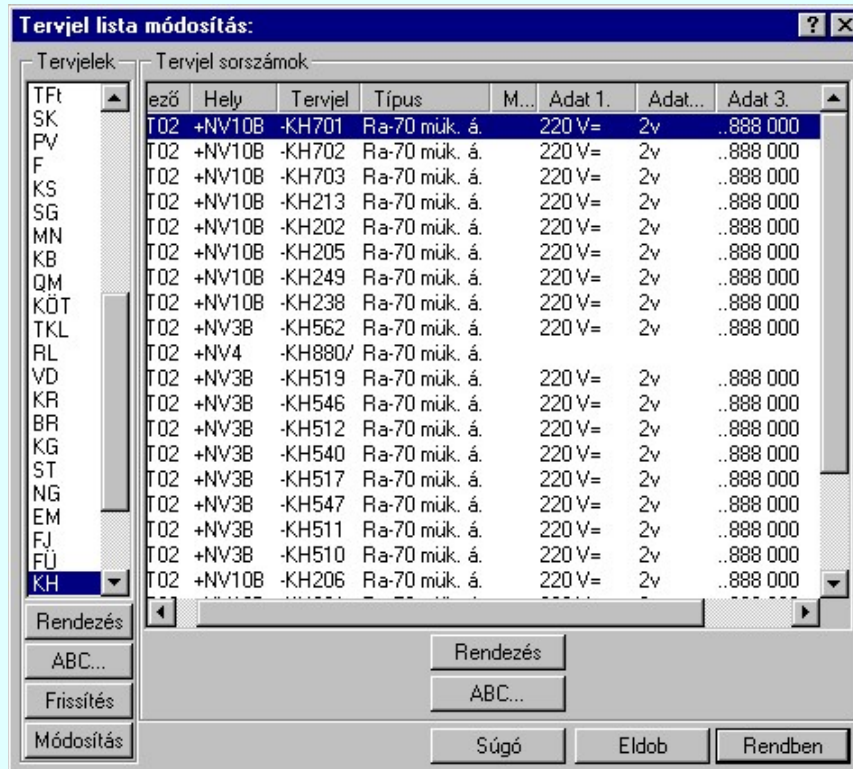 Tervjel lista módosítás:
Tervjelek
Tervjel sorszámok
TFt
SK
PV
F
KS
SG
MN
KB
QM
KÖT
TKL
RL
VD
KR
BR
KG
ST
NG
EM
FJ
FÜ
KH
ező Hely Tervjel Típus M... Adat 1. Adat... Adat 3.
T02 +NV10B -KH701 Ra-70 mük. á. 220 V= 2v ..888 000
T02 +NV10B -KH702 Ra-70 mük. á. 220 V= 2v ..888 000
T02 +NV10B -KH703 Ra-70 mük. á. 220 V= 2v ..888 000
T02 +NV10B -KH213 Ra-70 mük. á. 220 V= 2v ..888 000
T02 +NV10B -KH202 Ra-70 mük. á. 220 V= 2v ..888 000
T02 +NV10B -KH205 Ra-70 mük. á. 220 V= 2v ..888 000
T02 +NV10B -KH249 Ra-70 mük. á. 220 V= 2v ..888 000
T02 +NV10B -KH238 Ra-70 mük. á. 220 V= 2v ..888 000
T02 +NV3B -KH562 Ra-70 mük. á. 220 V= 2v ..888 000
T02 +NV4 -KH880/ Ra-70 mük. á.
T02 +NV3B -KH519 Ra-70 mük. á. 220 V= 2v ..888 000
T02 +NV3B -KH546 Ra-70 mük. á. 220 V= 2v ..888 000
T02 +NV3B -KH512 Ra-70 mük. á. 220 V= 2v ..888 000
T02 +NV3B -KH540 Ra-70 mük. á. 220 V= 2v ..888 000
T02 +NV3B -KH517 Ra-70 mük. á. 220 V= 2v ..888 000
T02 +NV3B -KH547 Ra-70 mük. á. 220 V= 2v ..888 000
T02 +NV3B -KH511 Ra-70 mük. á. 220 V= 2v ..888 000
T02 +NV3B -KH510 Ra-70 mük. á. 220 V= 2v ..888 000
T02 +NV10B -KH206 Ra-70 mük. á. 220 V= 2v ..888 000
Rendezés
ABC...
Frissítés
Módosítás
Rendezés
ABC...
Súgó Eldob Rendben